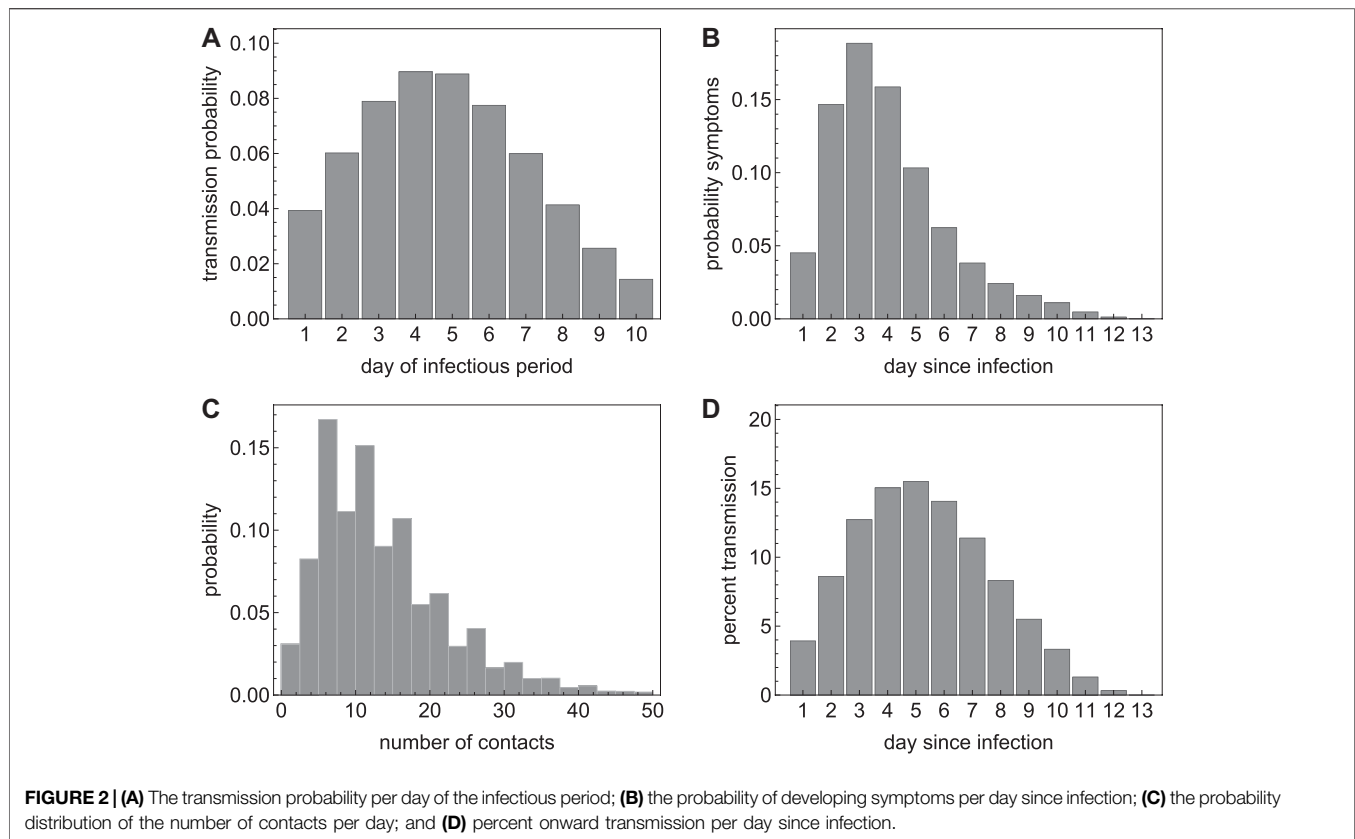 A
transmission probability
0.10
0.08
0.06
0.04
0.02
0.00
1 2 3 4 5 6 7 8 9 10
day of infectious period
B
probability symptoms
0.15
0.10
0.05
0.00
1 2 3 4 5 6 7 8 9 10 11 12 13
day since infection
C
probability
0.15
0.10
0.05
0.00
0 10 20 30 40 50
number of contacts
D
percent transmission
20
15
10
5
0
1 2 3 4 5 6 7 8 9 10 11 12 13
day since infection
FIGURE 2 | (A) The transmission probability per day of the infectious period; (B) the probability of developing symptoms per day since infection; (C) the probability
distribution of the number of contacts per day; and (D) percent onward transmission per day since infection.